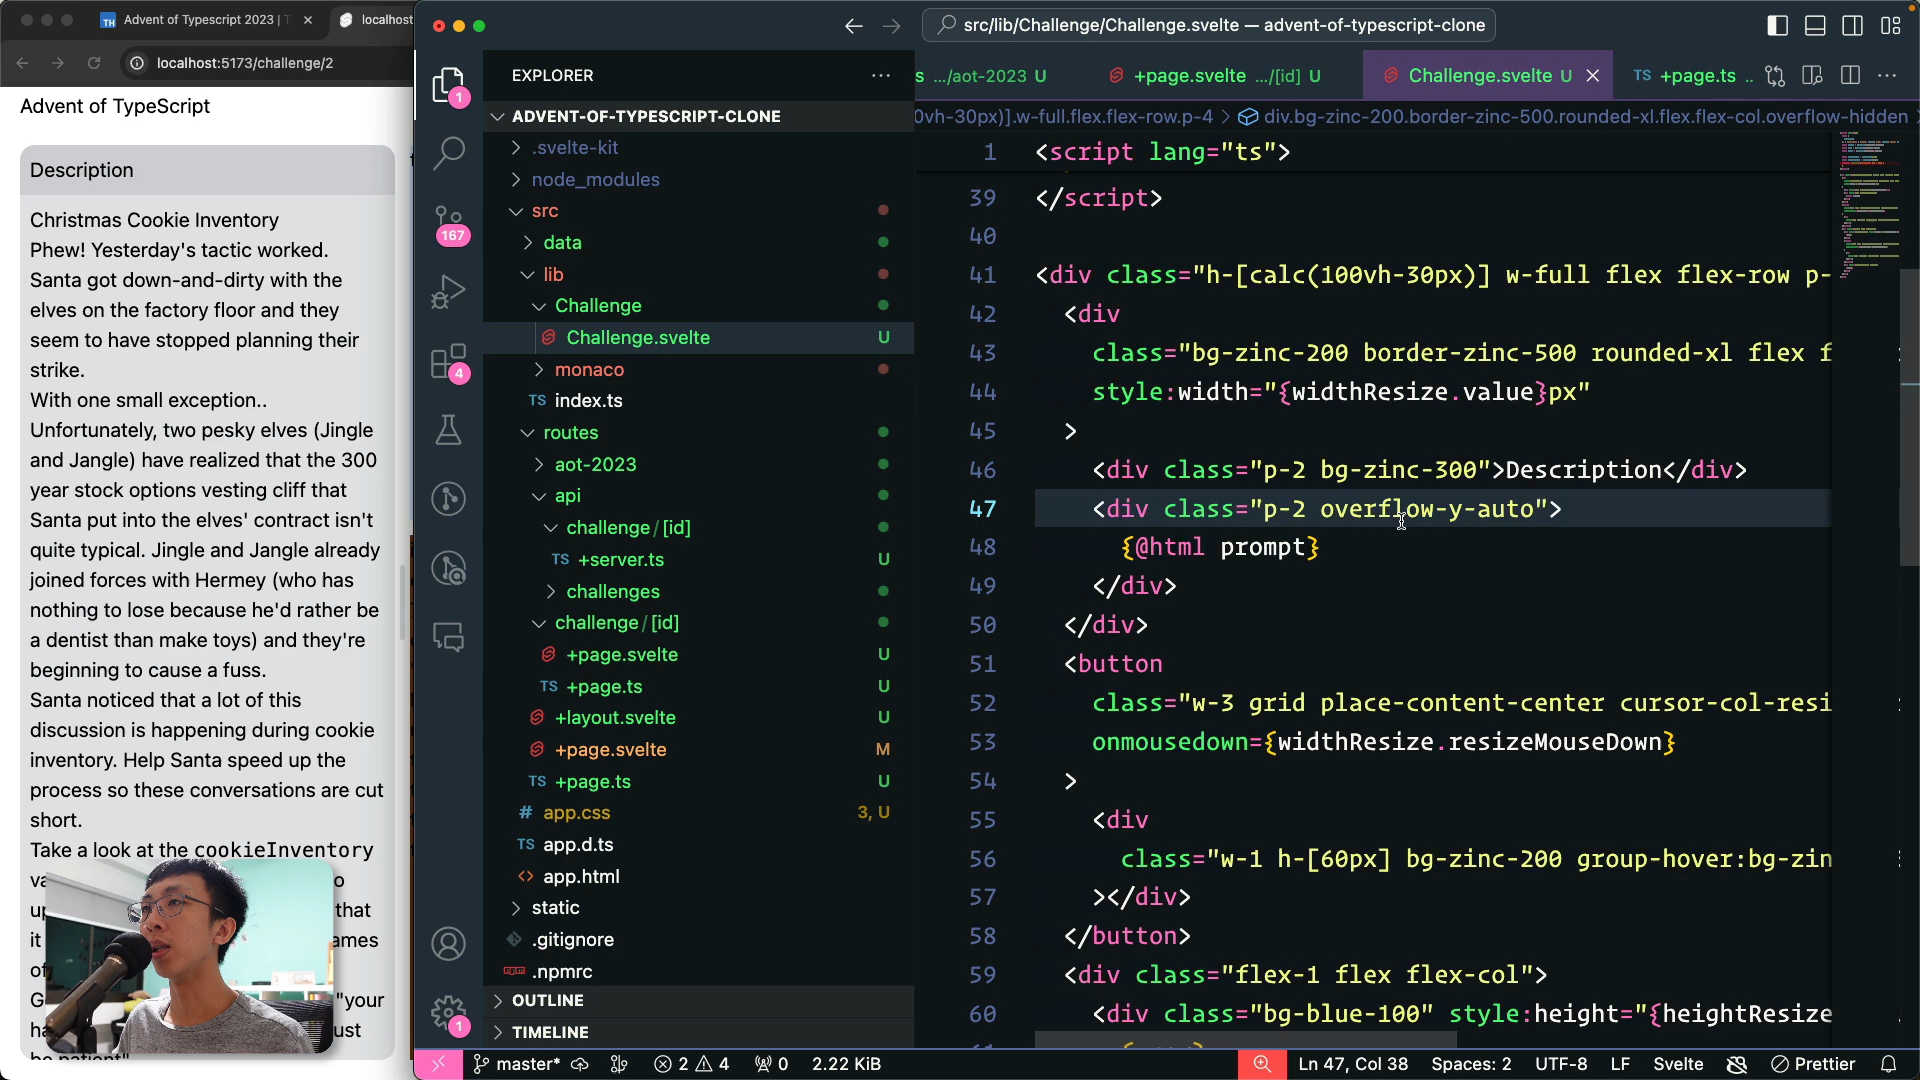 Advent of Typescript 2023 | T
localhost
localhost:5173/challenge/2
Advent of TypeScript
Description
Christmas Cookie Inventory
Phew! Yesterday's tactic worked.
Santa got down-and-dirty with the
elves on the factory floor and they
seem to have stopped planning their
strike.
With one small exception..
Unfortunately, two pesky elves (Jingle
and Jangle) have realized that the 300
year stock options vesting cliff that
Santa put into the elves' contract isn't
quite typical. Jingle and Jangle already
joined forces with Hermey (who has
nothing to lose because he'd rather be
a dentist than make toys) and they're
beginning to cause a fuss.
Santa noticed that a lot of this
discussion is happening during cookie
inventory. Help Santa speed up the
process so these conversations are cut
short.
Take a look at the cookieInventory
that
"your
src/lib/Challenge/Challenge.svelte — advent-of-typescript-clone
EXPLORER
ADVENT-OF-TYPESCRIPT-CLONE
.svelte-kit
node_modules
src
data
lib
Challenge
Challenge.svelte U
monaco
TS index.ts
routes
aot-2023
api
challenge/[id]
TS +server.ts U
challenges
challenge/[id]
+page.svelte U
TS +page.ts U
+layout.svelte U
+page.svelte M
TS +page.ts U
# app.css 3, U
TS app.d.ts
<> app.html
static
.gitignore
.npmrc
OUTLINE
TIMELINE
1
167
4
1
s .../aot-2023 U
+page.svelte .../[id] U
Challenge.svelte U
TS +page.ts ..
0vh-30px)].w-full.flex.flex-row.p-4 > div.bg-zinc-200.border-zinc-500.rounded-xl.flex.flex-col.overflow-hidden >
1 <script lang="ts">
39 </script>
40
41 <div class="h-[calc(100vh-30px)] w-full flex flex-row p-
42 <div
43 class="bg-zinc-200 border-zinc-500 rounded-xl flex f
44 style:width="{widthResize.value}px"
45 >
46 <div class="p-2 bg-zinc-300">Description</div>
47 <div class="p-2 overflow-y-auto">
48 {@html prompt}
49 </div>
50 </div>
51 <button
52 class="w-3 grid place-content-center cursor-col-resi
53 onmousedown={widthResize.resizeMouseDown}
54 >
55 <div
56 class="w-1 h-[60px] bg-zinc-200 group-hover:bg-zin
57 ></div>
58 </button>
59 <div class="flex-1 flex flex-col">
60 <div class="bg-blue-100" style:height="{heightResize
master* 2 4 0 2.22 KiB
Ln 47, Col 38 Spaces: 2 UTF-8 LF Svelte Prettier